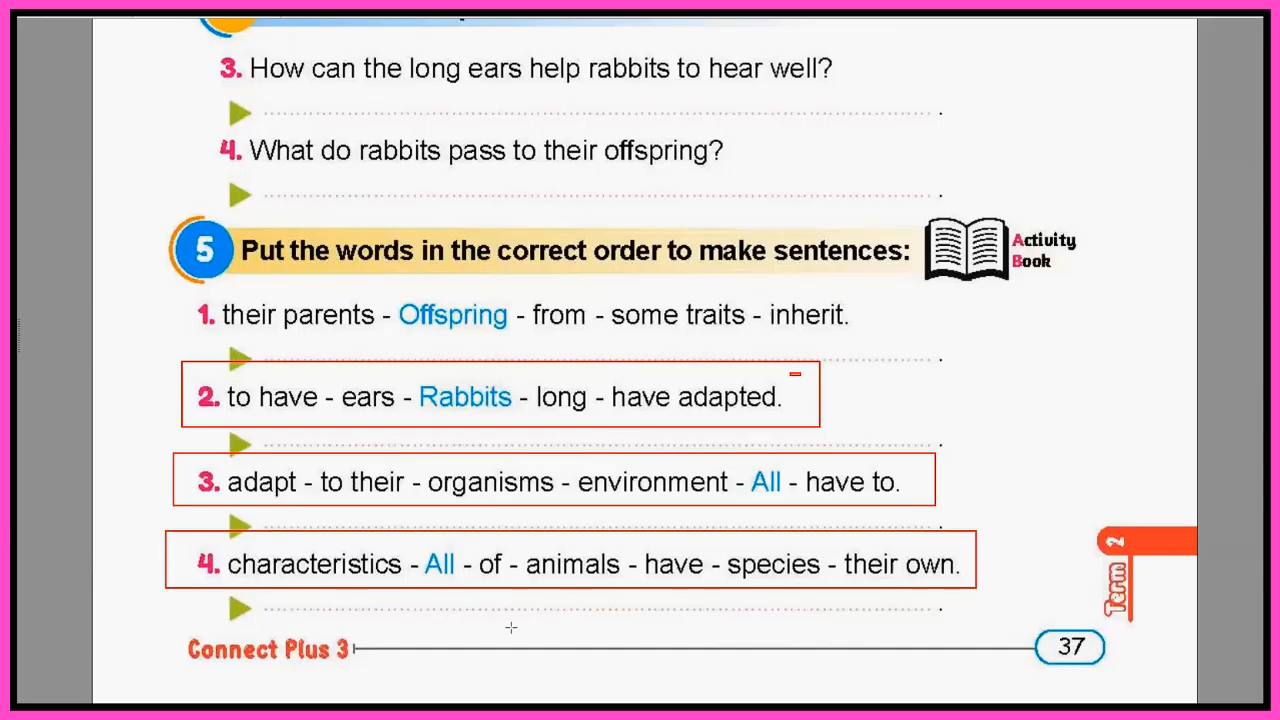 3. How can the long ears help rabbits to hear well?
4. What do rabbits pass to their offspring?
5 Put the words in the correct order to make sentences: Activity Book
1. their parents - Offspring - from - some traits - inherit.
2. to have - ears - Rabbits - long - have adapted.
3. adapt - to their - organisms - environment - All - have to.
4. characteristics - All - of - animals - have - species - their own.
Term 2
Connect Plus 3
37